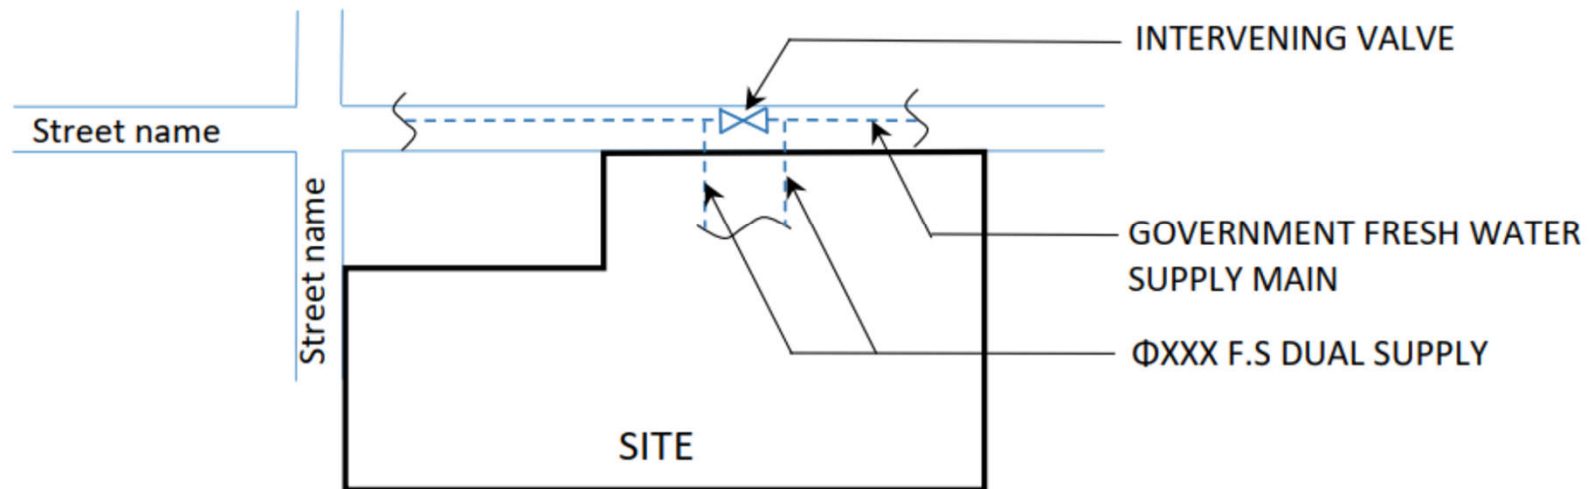 INTERVENING VALVE
Street name
Street name
GOVERNMENT FRESH WATER
SUPPLY MAIN
ΦXXX F.S DUAL SUPPLY
SITE